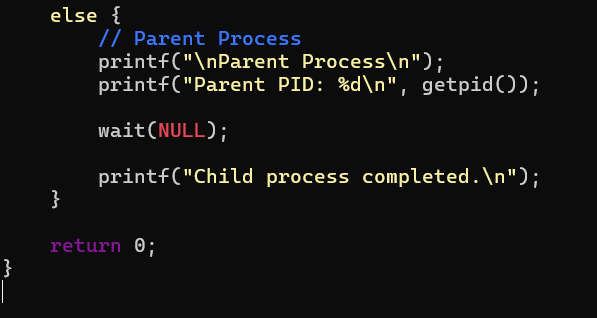 else {
// Parent Process
printf("\nParent Process\n");
printf("Parent PID: %d\n", getpid());
wait(NULL);
printf("Child process completed.\n");
}
return 0;
}